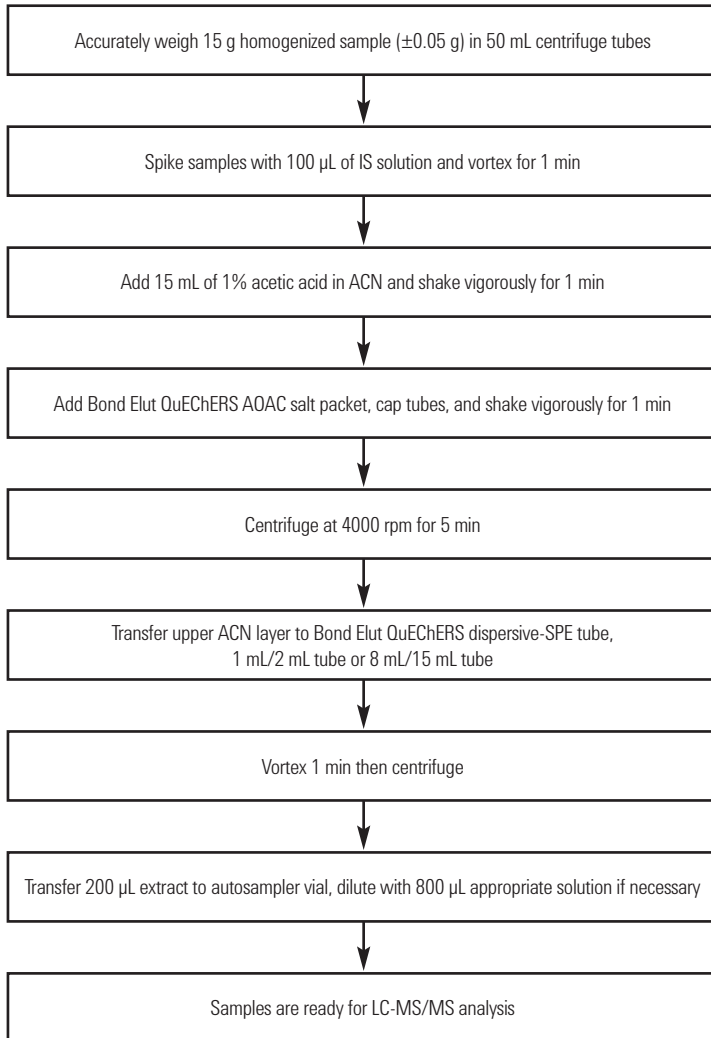 Accurately weigh 15 g homogenized sample (±0.05 g) in 50 mL centrifuge tubes
Spike samples with 100 µL of IS solution and vortex for 1 min
Add 15 mL of 1% acetic acid in ACN and shake vigorously for 1 min
Add Bond Elut QuEChERS AOAC salt packet, cap tubes, and shake vigorously for 1 min
Centrifuge at 4000 rpm for 5 min
Transfer upper ACN layer to Bond Elut QuEChERS dispersive-SPE tube,
1 mL/2 mL tube or 8 mL/15 mL tube
Vortex 1 min then centrifuge
Transfer 200 µL extract to autosampler vial, dilute with 800 µL appropriate solution if necessary
Samples are ready for LC-MS/MS analysis